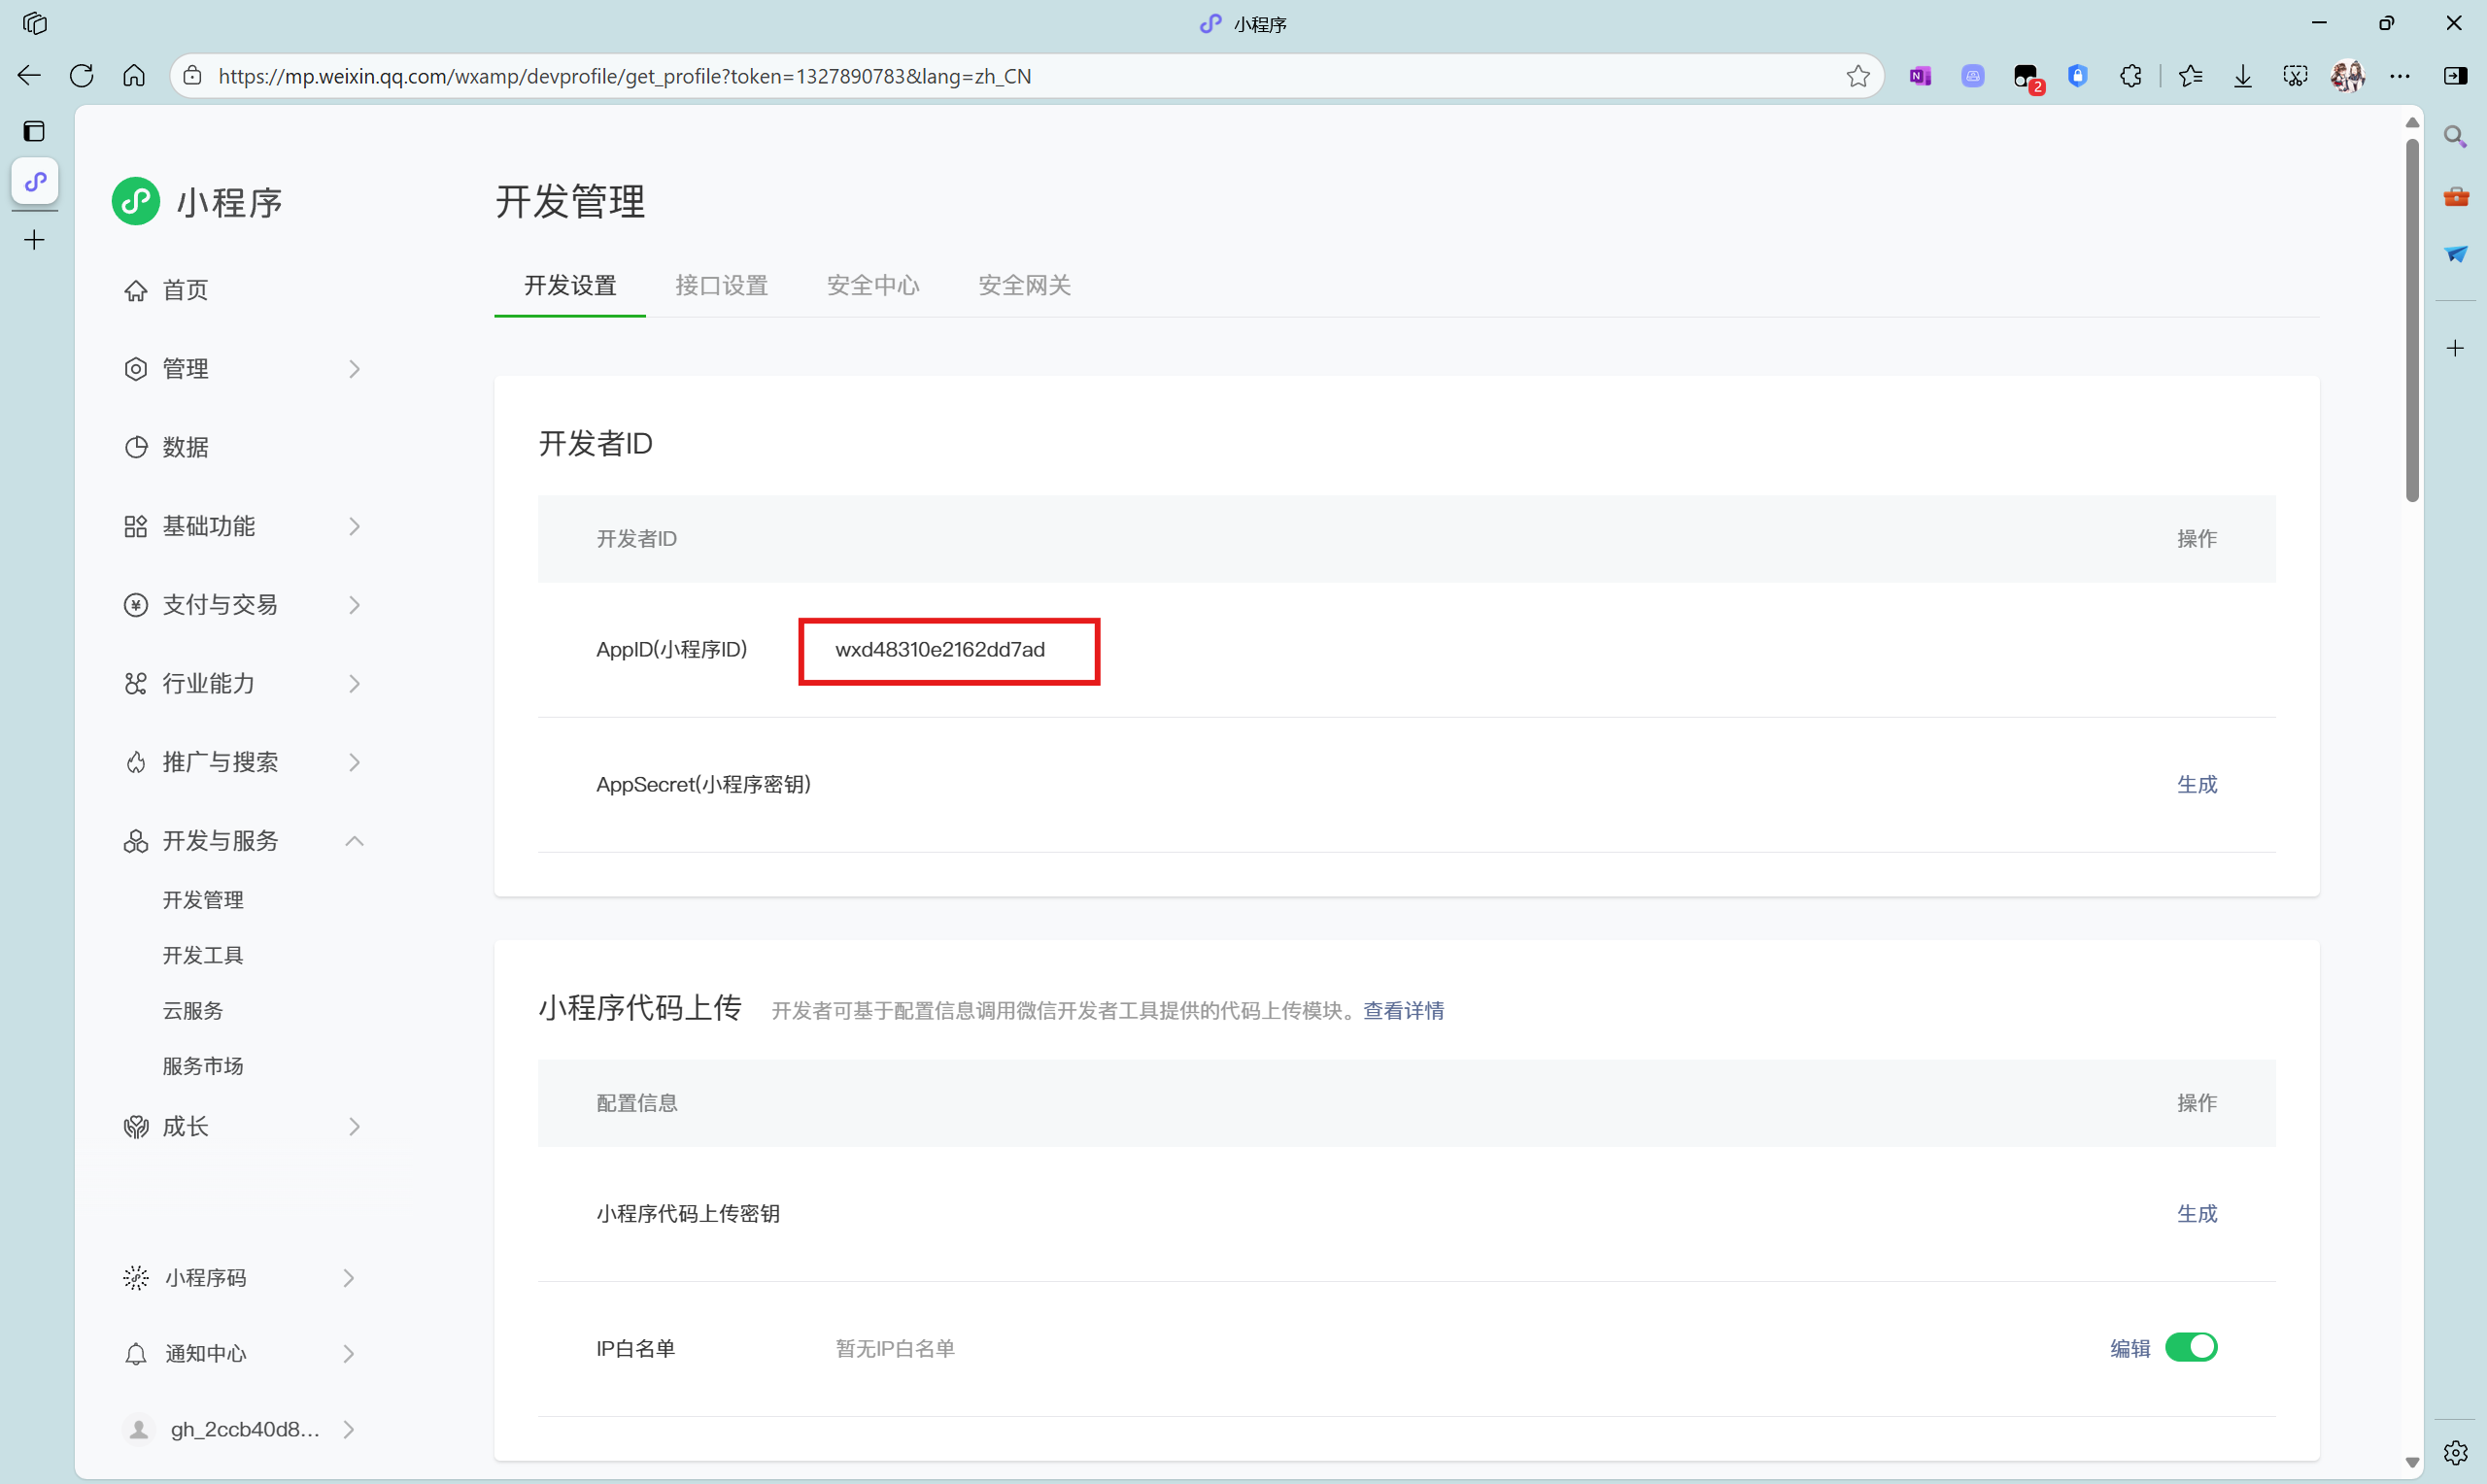 小程序
https://mp.weixin.qq.com/wxamp/devprofile/get_profile?token=1327890783&lang=zh_CN
2
小程序
首页
管理
数据
基础功能
支付与交易
行业能力
推广与搜索
开发与服务
开发管理
开发工具
云服务
服务市场
成长
小程序码
通知中心
gh_2ccb40d8...
开发管理
开发设置 接口设置 安全中心 安全网关
开发者ID
开发者ID 操作
AppID(小程序ID) wxd48310e2162dd7ad
AppSecret(小程序密钥) 生成
小程序代码上传 开发者可基于配置信息调用微信开发者工具提供的代码上传模块。查看详情
配置信息 操作
小程序代码上传密钥 生成
IP白名单 暂无IP白名单 编辑